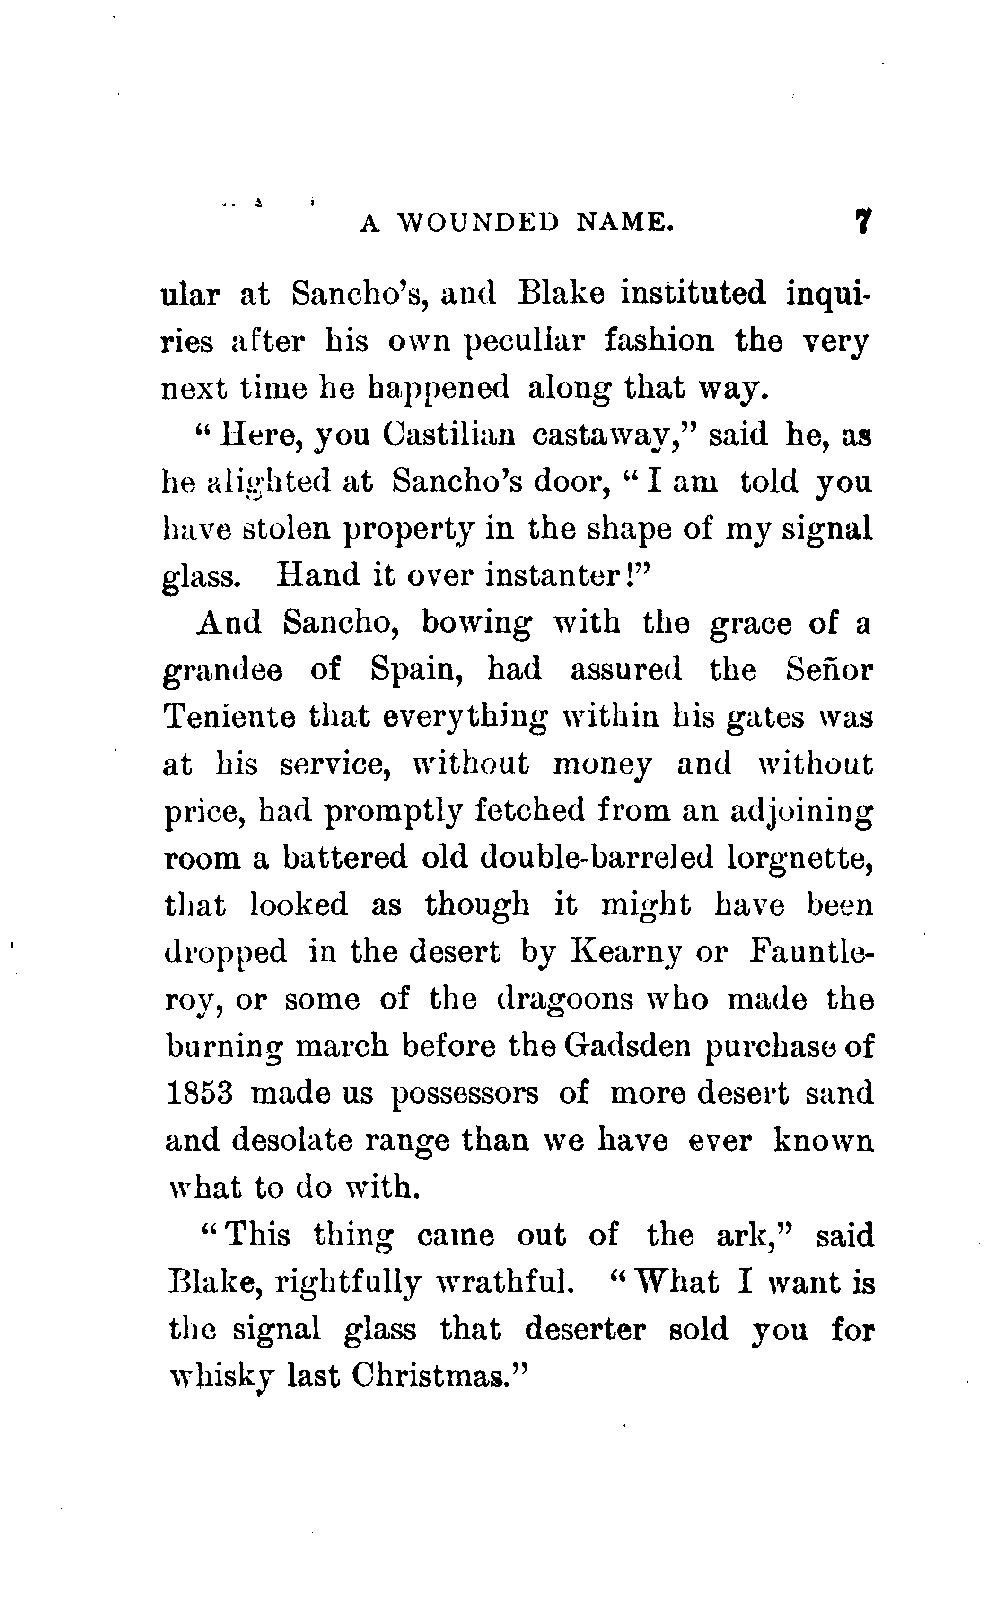 A WOUNDED NAME. 7
ular at Sancho's, and Blake instituted inqui-
ries after his own peculiar fashion the very
next time he happened along that way.
“Here, you Castilian castaway,” said he, as
he alighted at Sancho's door, “I am told you
have stolen property in the shape of my signal
glass. Hand it over instanter!”
And Sancho, bowing with the grace of a
grandee of Spain, had assured the Señor
Teniente that everything within his gates was
at his service, without money and without
price, had promptly fetched from an adjoining
room a battered old double-barreled lorgnette,
that looked as though it might have been
dropped in the desert by Kearny or Fauntle-
roy, or some of the dragoons who made the
burning march before the Gadsden purchase of
1853 made us possessors of more desert sand
and desolate range than we have ever known
what to do with.
“This thing came out of the ark,” said
Blake, rightfully wrathful. “What I want is
the signal glass that deserter sold you for
whisky last Christmas.”